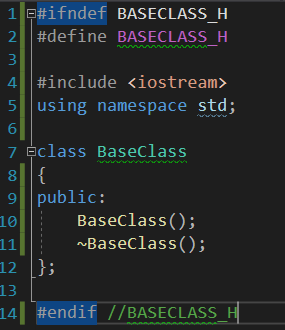 1 #ifndef BASECLASS_H
2 #define BASECLASS_H
3
4 #include <iostream>
5 using namespace std;
6
7 class BaseClass
8 {
9 public:
10 BaseClass();
11 ~BaseClass();
12 };
13
14 #endif //BASECLASS_H